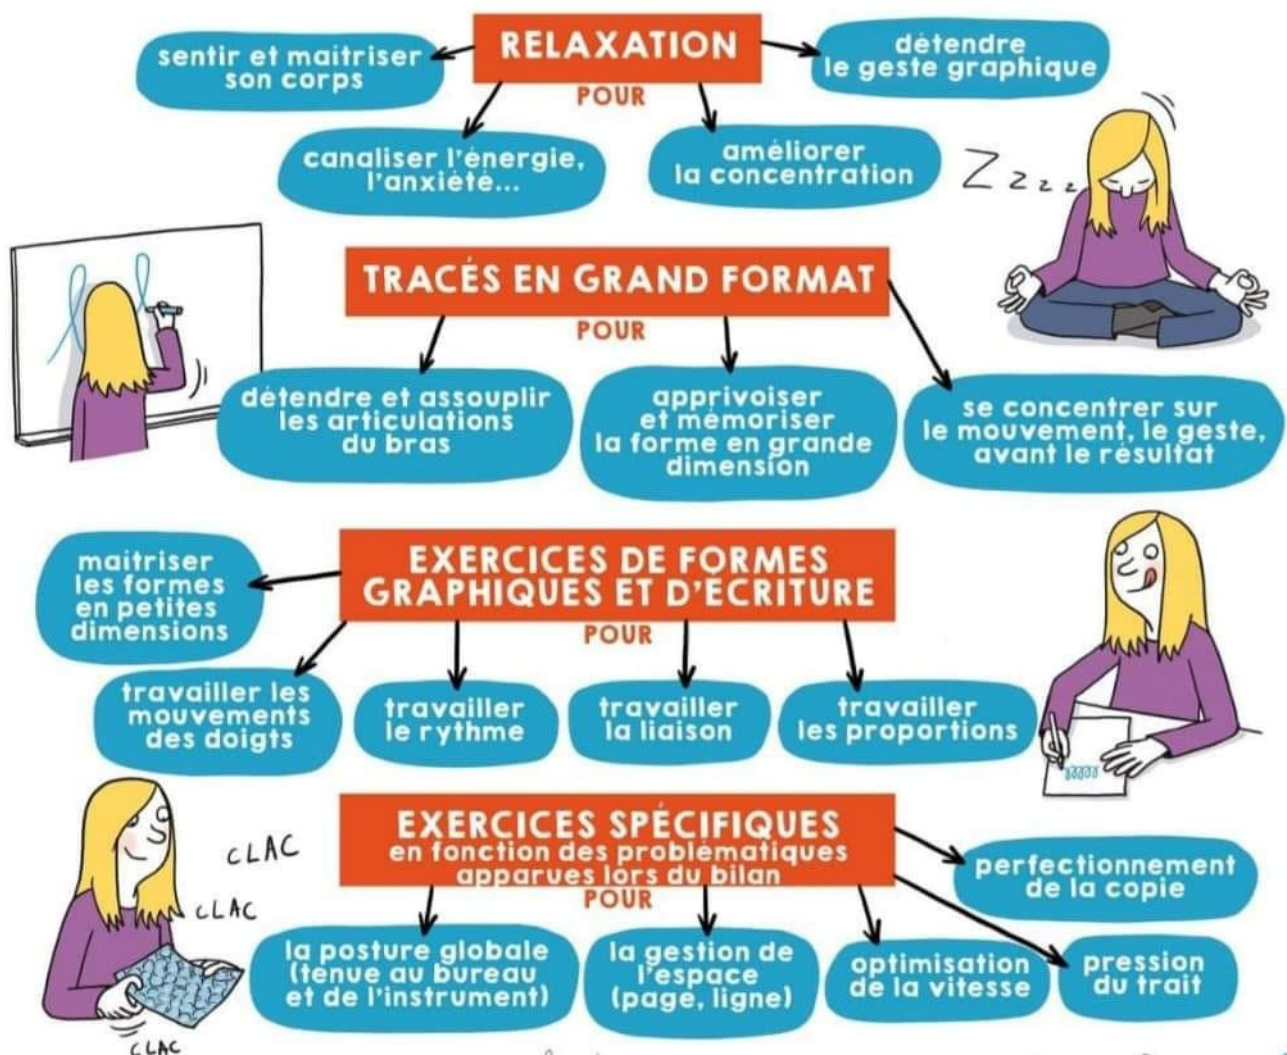 RELAXATION
POUR
sentir et maitriser
son corps
détendre
le geste graphique
canaliser l'énergie,
l'anxiété...
améliorer
la concentration
Z z z z
TRACÉS EN GRAND FORMAT
POUR
détendre et assouplir
les articulations
du bras
apprivoiser
et mémoriser
la forme en grande
dimension
se concentrer sur
le mouvement, le geste,
avant le résultat
EXERCICES DE FORMES
GRAPHIQUES ET D'ÉCRITURE
POUR
maitriser
les formes
en petites
dimensions
travailler les
mouvements
des doigts
travailler
le rythme
travailler
la liaison
travailler
les proportions
EXERCICES SPÉCIFIQUES
en fonction des problématiques
apparues lors du bilan
POUR
CLAC
CLAC
CLAC
perfectionnement
de la copie
la posture globale
(tenue au bureau
et de l'instrument)
la gestion de
l'espace
(page, ligne)
optimisation
de la vitesse
pression
du trait